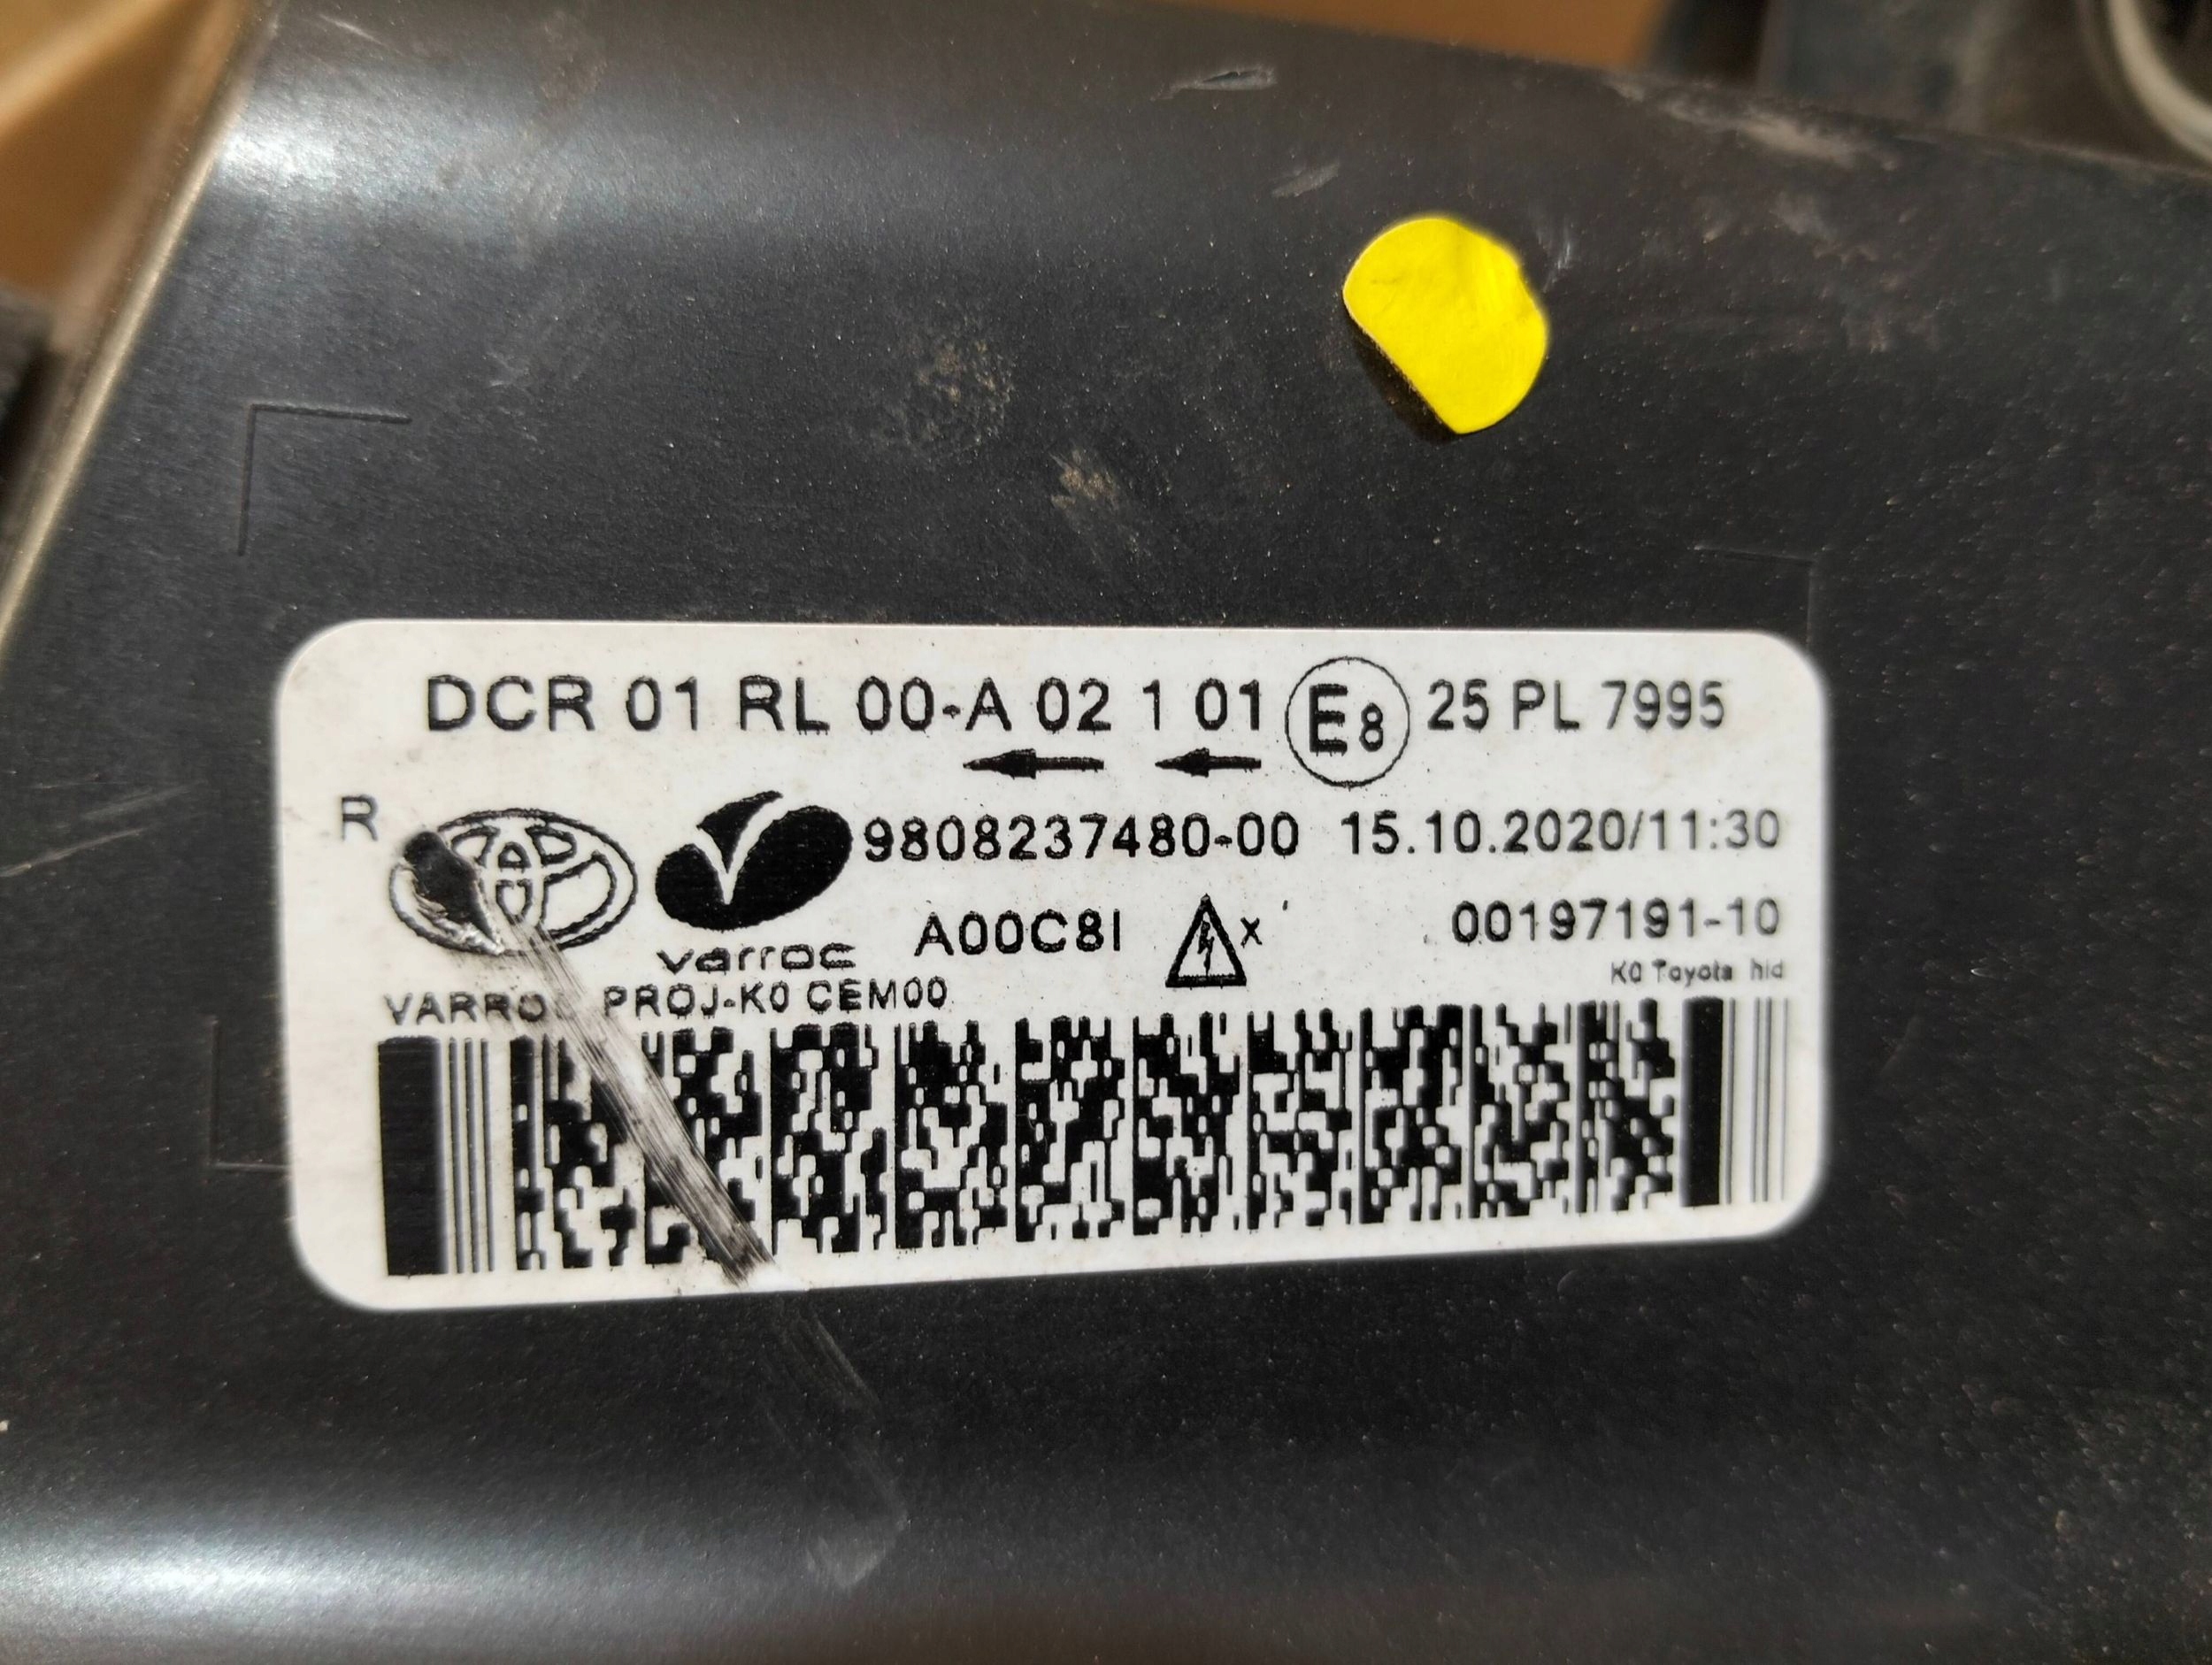 DCR 01 RL 00-A 02 1 01 E8 25 PL 7995
R
9808237480-00 15.10.2020/11:30
varroc A00C8I X 00197191-10
K0 Toyota hid
PROJ-K0 CEM00